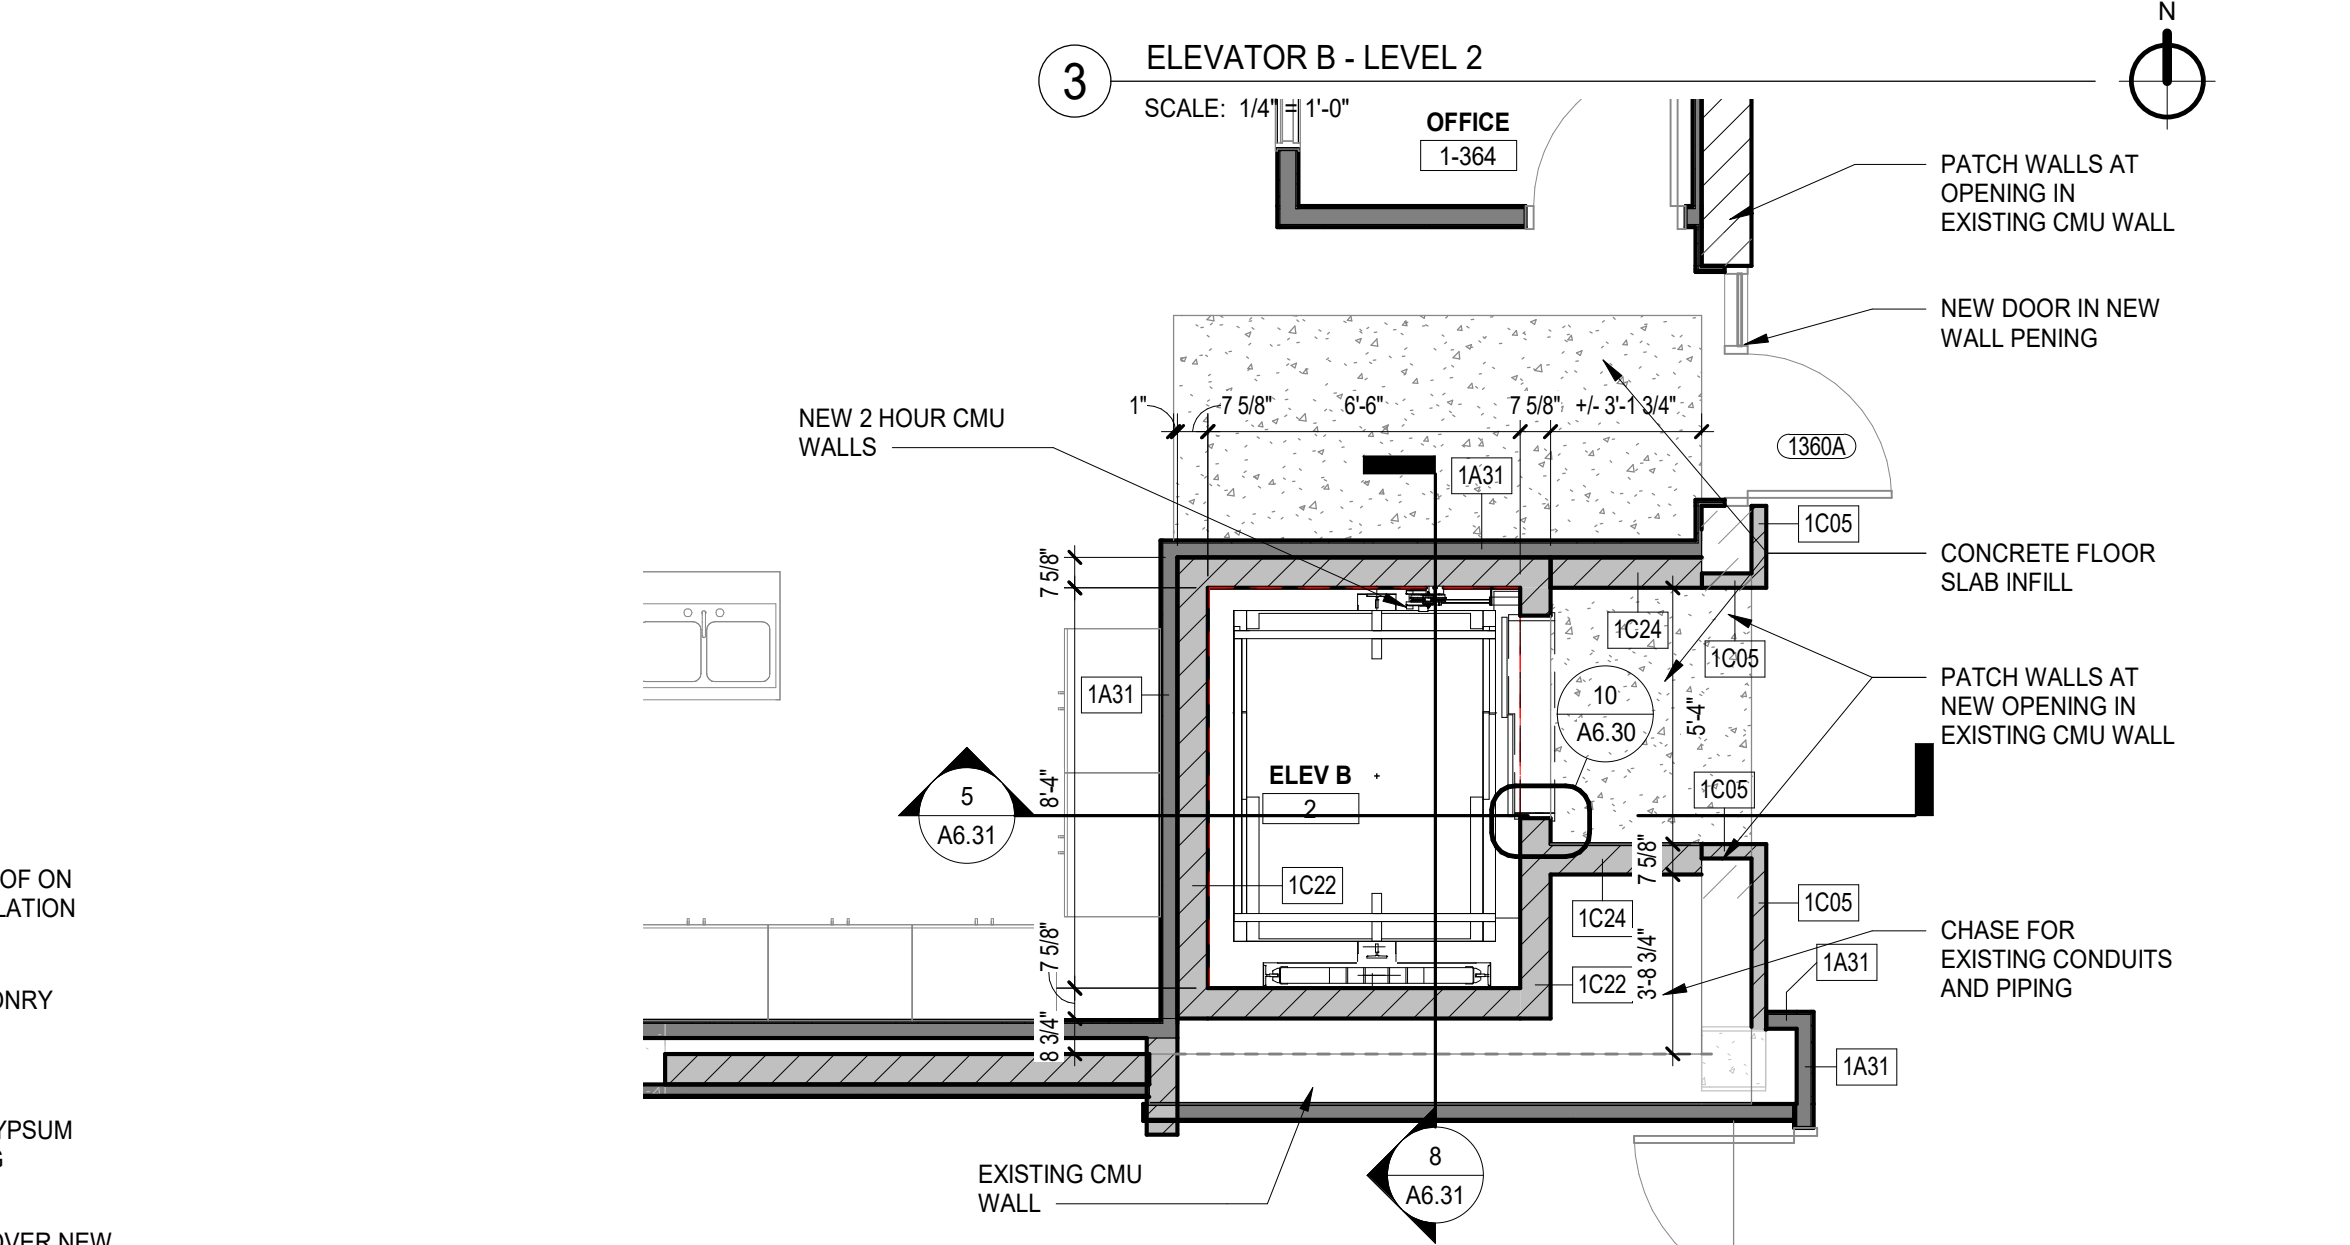 N
3
ELEVATOR B - LEVEL 2
SCALE: 1/4" = 1'-0"
OFFICE
1-364
PATCH WALLS AT
OPENING IN
EXISTING CMU WALL
NEW DOOR IN NEW
WALL PENING
NEW 2 HOUR CMU
WALLS
1"
7 5/8"
6'-6"
7 5/8"
+/- 3'-1 3/4"
1360A
1A31
1C05
CONCRETE FLOOR
SLAB INFILL
7 5/8"
1C24
1C05
PATCH WALLS AT
NEW OPENING IN
EXISTING CMU WALL
1A31
10
A6.30
5'-4"
ELEV B
2
8'-4"
5
A6.31
1C05
7 5/8"
1C22
1C24
1C05
CHASE FOR
EXISTING CONDUITS
AND PIPING
7 5/8"
3'-8 3/4"
1C22
1A31
8 3/4"
1A31
EXISTING CMU
WALL
8
A6.31
OF ON
LATION
ONRY
YPSUM
G
OVER NEW